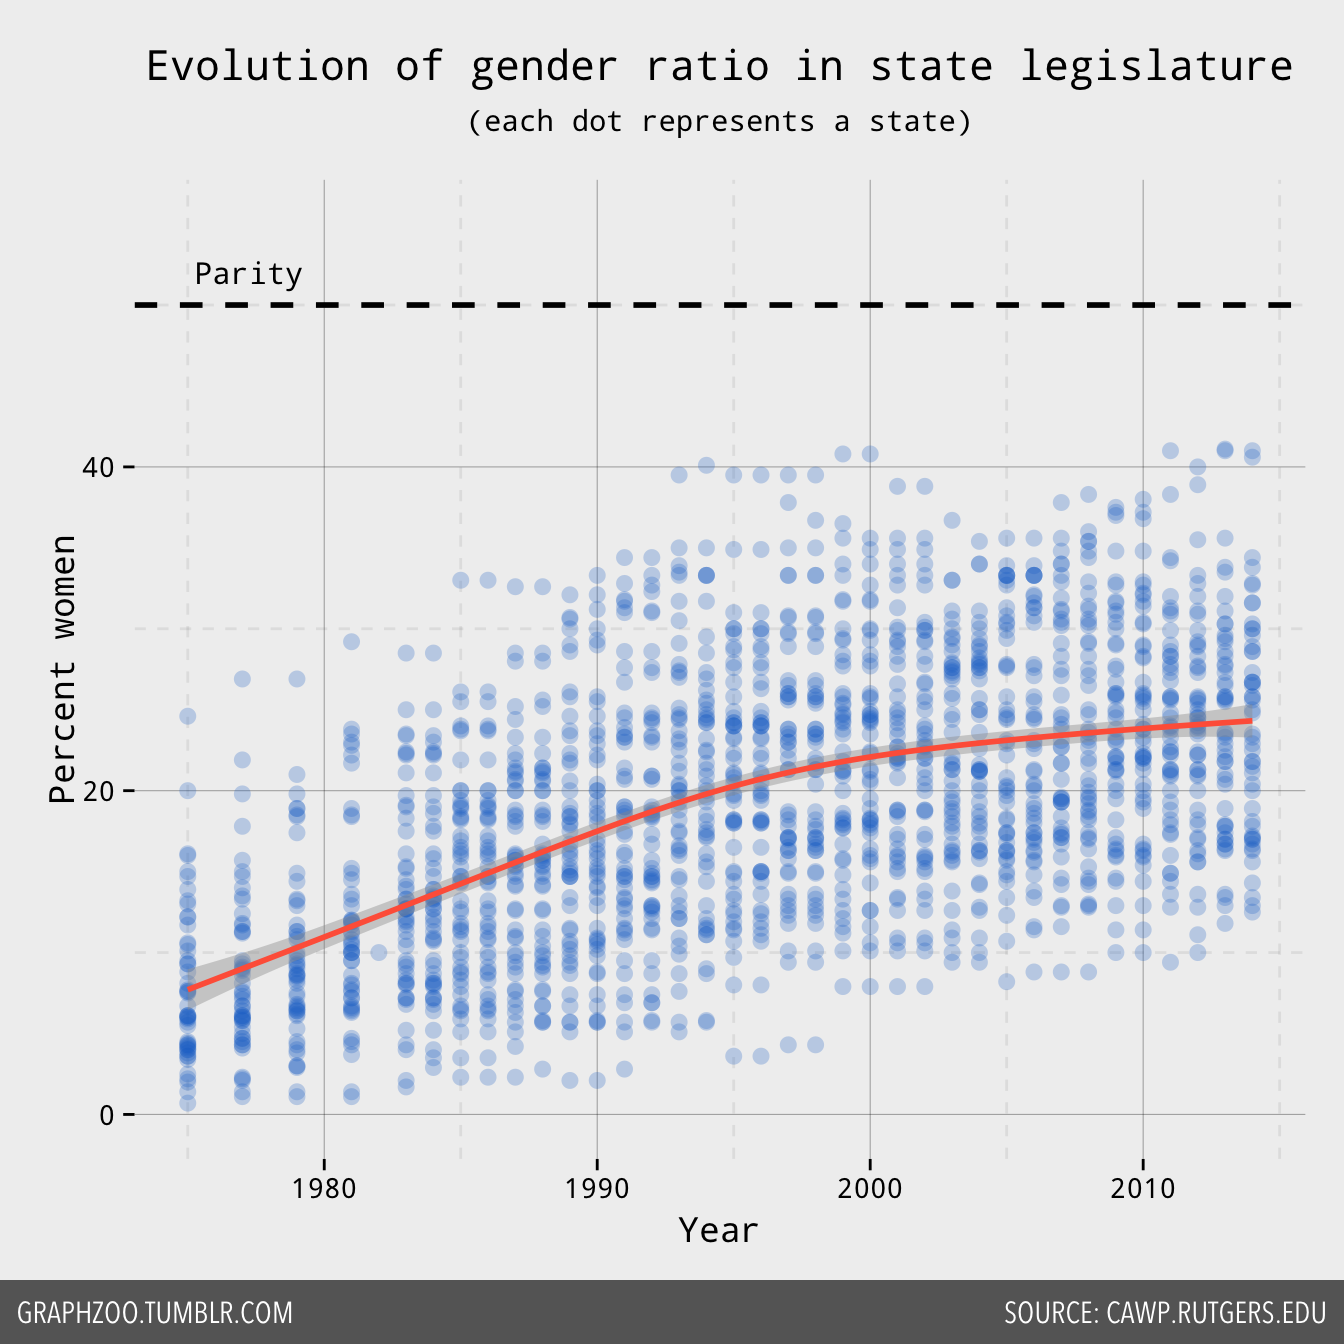 Evolution of gender ratio in state legislature
(each dot represents a state)
Parity
40
20
0
Percent women
1980 1990 2000 2010
Year
GRAPHZOO.TUMBLR.COM
SOURCE: CAWP.RUTGERS.EDU